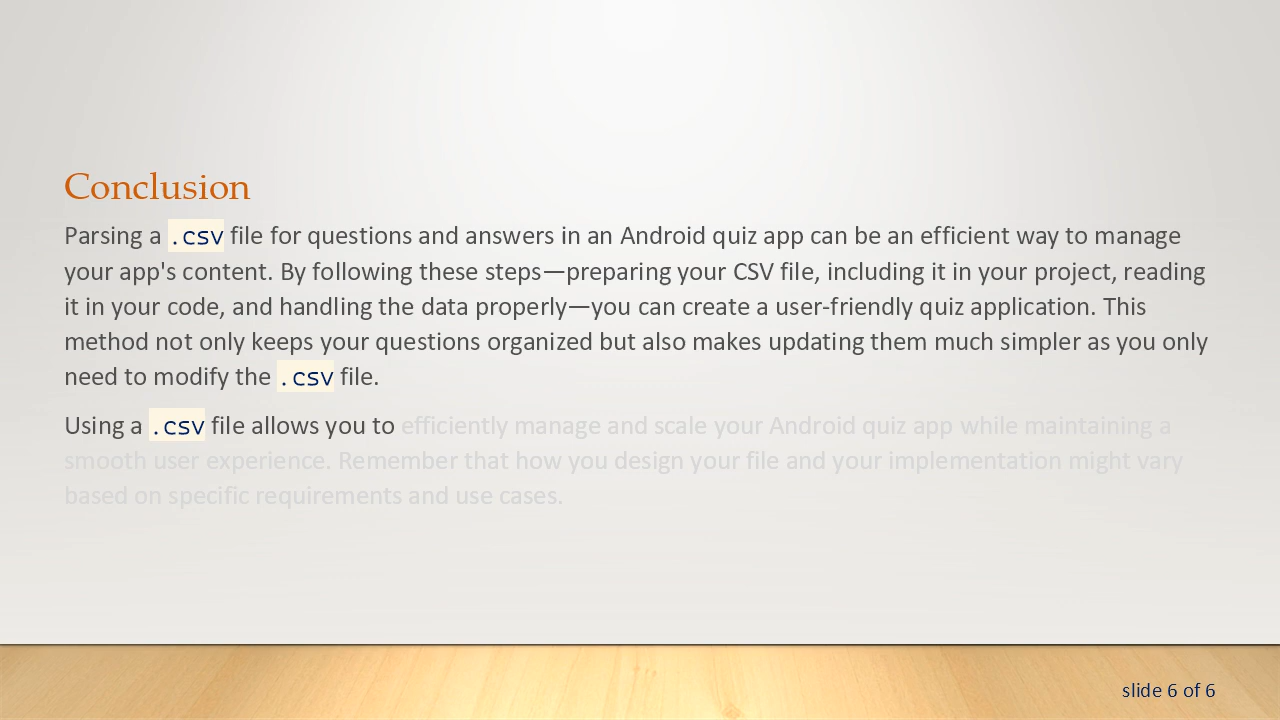 Conclusion
Parsing a .csv file for questions and answers in an Android quiz app can be an efficient way to manage
your app's content. By following these steps—preparing your CSV file, including it in your project, reading
it in your code, and handling the data properly—you can create a user-friendly quiz application. This
method not only keeps your questions organized but also makes updating them much simpler as you only
need to modify the .csv file.
Using a .csv file allows you to efficiently manage and scale your Android quiz app while maintaining a
smooth user experience. Remember that how you design your file and your implementation might vary
based on specific requirements and use cases.
slide 6 of 6